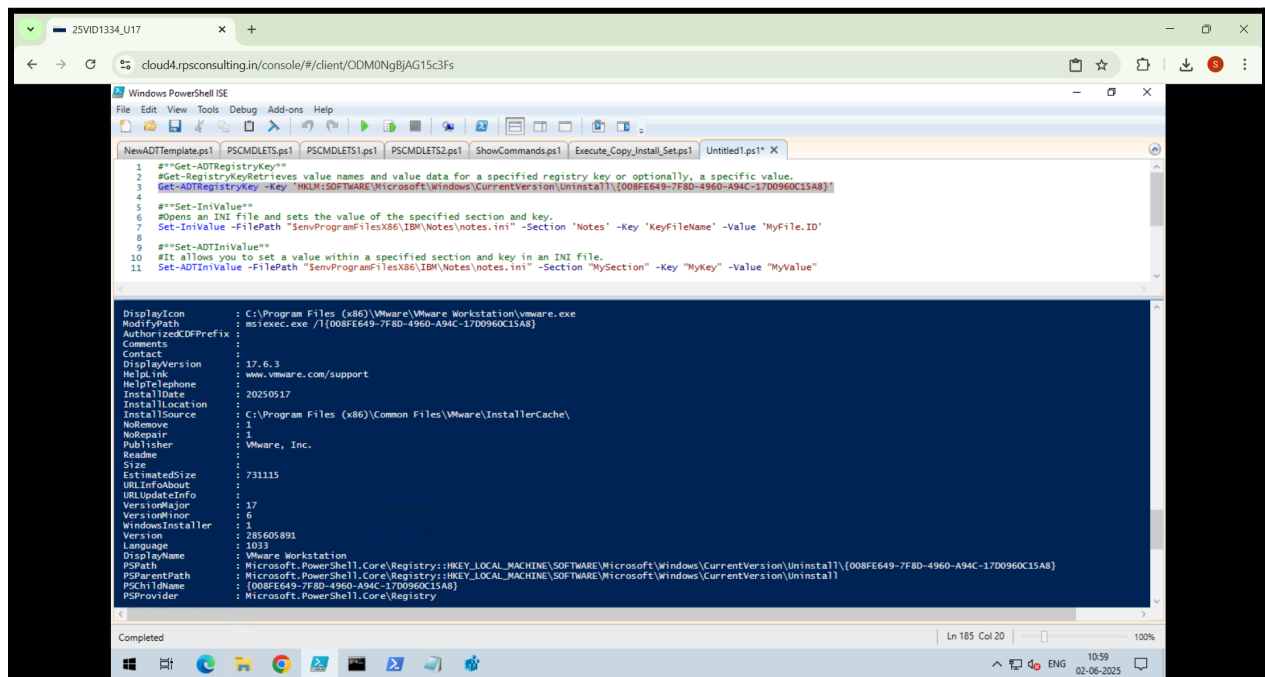 25VID1334_U17
cloud4.rpsconsulting.in/console/#/client/ODM0NgBjAG15c3Fs
S
Windows PowerShell ISE
File Edit View Tools Debug Add-ons Help
NewADTTemplate.ps1 PSCMDLETS.ps1 PSCMDLETS1.ps1 PSCMDLETS2.ps1 ShowCommands.ps1 Execute_Copy_Install_Set.ps1 Untitled1.ps1* X
1 #**Get-ADTRegistryKey**
2 #Get-RegistryKeyRetrieves value names and value data for a specified registry key or optionally, a specific value.
3 Get-ADTRegistryKey -Key 'HKLM:SOFTWARE\Microsoft\Windows\CurrentVersion\Uninstall\{008FE649-7F8D-4960-A94C-17D0960C15A8}'
4
5 #**Set-IniValue**
6 #Opens an INI file and sets the value of the specified section and key.
7 Set-IniValue -FilePath "$envProgramFilesX86\IBM\Notes\notes.ini" -Section 'Notes' -Key 'KeyFileName' -Value 'MyFile.ID'
8
9 #**Set-ADTIniValue**
10 #It allows you to set a value within a specified section and key in an INI file.
11 Set-ADTIniValue -FilePath "$envProgramFilesX86\IBM\Notes\notes.ini" -Section "MySection" -Key "MyKey" -Value "MyValue"
DisplayIcon : C:\Program Files (x86)\VMware\VMware Workstation\vmware.exe
ModifyPath : msiexec.exe /I{008FE649-7F8D-4960-A94C-17D0960C15A8}
AuthorizedCDFPrefix :
Comments :
Contact :
DisplayVersion : 17.6.3
HelpLink : www.vmware.com/support
HelpTelephone :
InstallDate : 20250517
InstallLocation :
InstallSource : C:\Program Files (x86)\Common Files\VMware\InstallerCache\
NoRemove : 1
NoRepair : 1
Publisher : VMware, Inc.
Readme :
Size :
EstimatedSize : 731115
URLInfoAbout :
URLUpdateInfo :
VersionMajor : 17
VersionMinor : 6
WindowsInstaller : 1
Version : 285605891
Language : 1033
DisplayName : VMware Workstation
PSPath : Microsoft.PowerShell.Core\Registry::HKEY_LOCAL_MACHINE\SOFTWARE\Microsoft\Windows\CurrentVersion\Uninstall\{008FE649-7F8D-4960-A94C-17D0960C15A8}
PSParentPath : Microsoft.PowerShell.Core\Registry::HKEY_LOCAL_MACHINE\SOFTWARE\Microsoft\Windows\CurrentVersion\Uninstall
PSChildName : {008FE649-7F8D-4960-A94C-17D0960C15A8}
PSProvider : Microsoft.PowerShell.Core\Registry
Completed Ln 185 Col 20 100%
ENG 10:59
02-06-2025